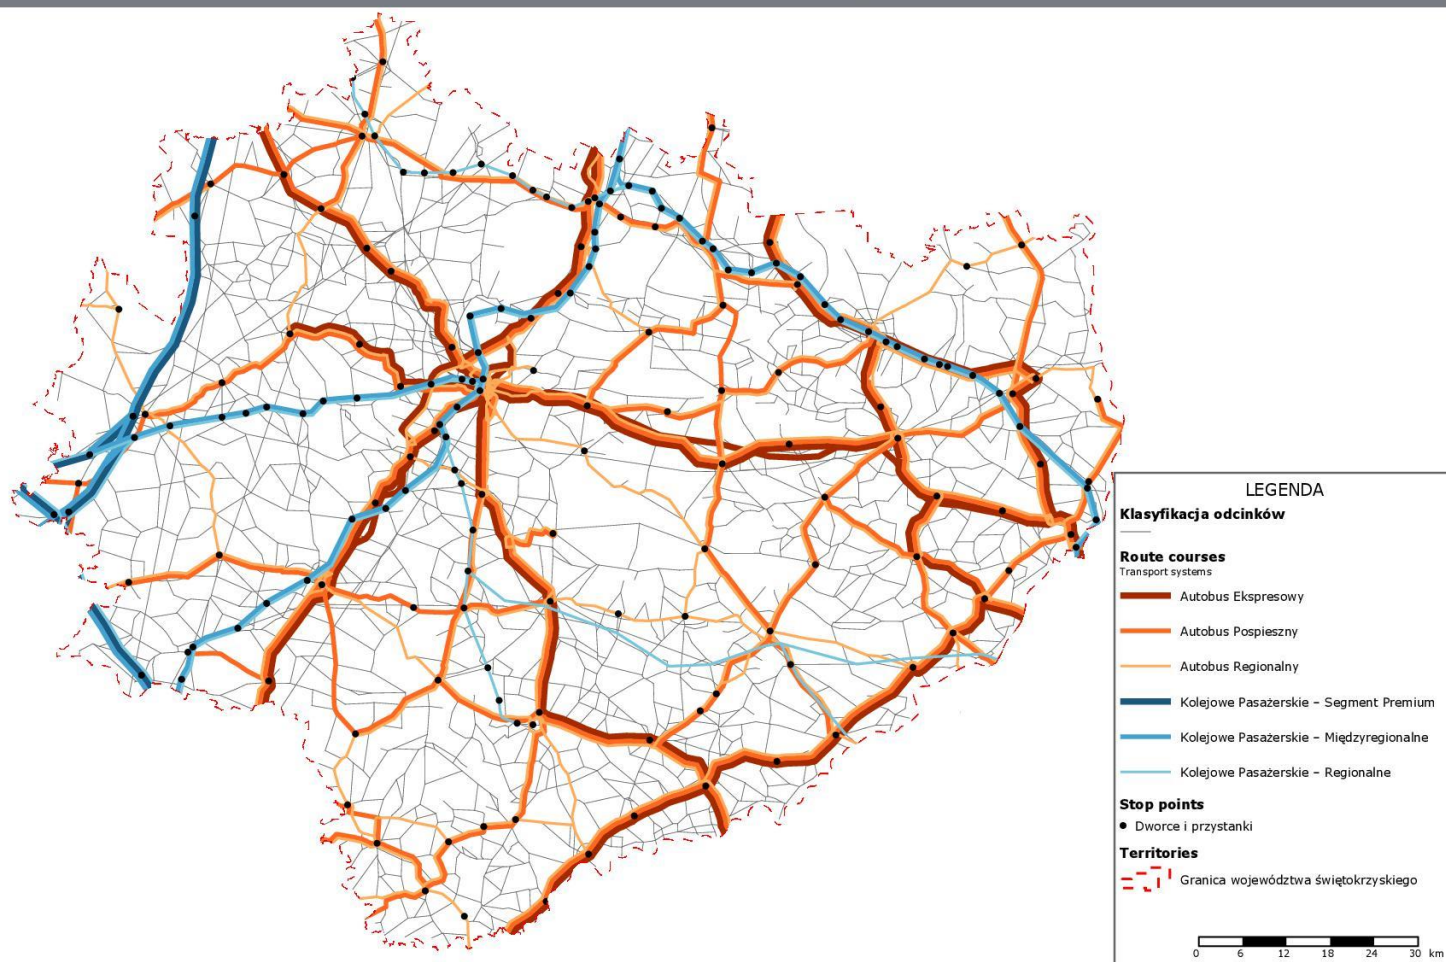 LEGENDA
Klasyfikacja odcinków
Route courses
Transport systems
Autobus Ekspresowy
Autobus Pospieszny
Autobus Regionalny
Kolejowe Pasażerskie – Segment Premium
Kolejowe Pasażerskie – Międzyregionalne
Kolejowe Pasażerskie – Regionalne
Stop points
Dworce i przystanki
Territories
Granica województwa świętokrzyskiego
0 6 12 18 24 30 km